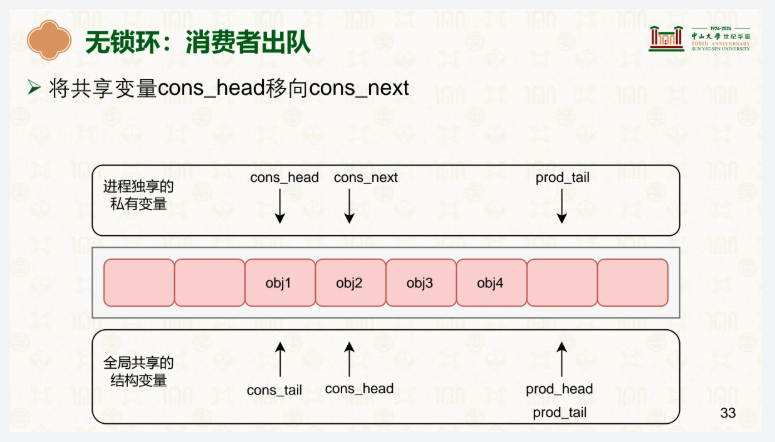 无锁环：消费者出队
1924-2024
中山大學 世纪华诞
100TH ANNIVERSARY
SUN YAT-SEN UNIVERSITY
➢ 将共享变量cons_head移向cons_next
进程独享的
私有变量
cons_head cons_next prod_tail
obj1 obj2 obj3 obj4
全局共享的
结构变量
cons_tail cons_head prod_head
prod_tail
33